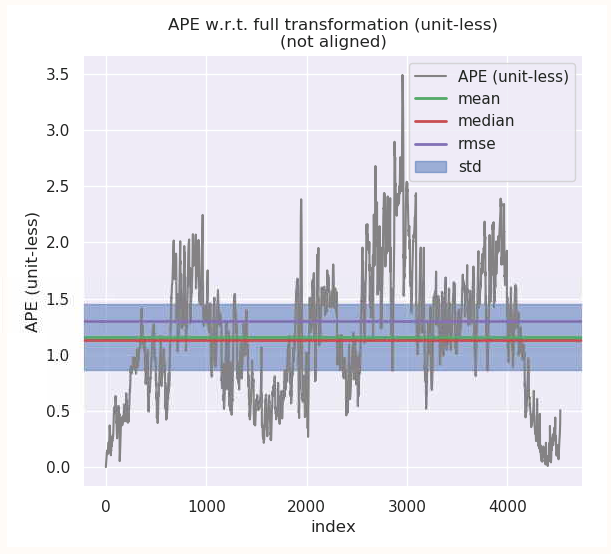 APE w.r.t. full transformation (unit-less)
(not aligned)
APE (unit-less)
3.5
3.0
2.5
2.0
1.5
1.0
0.5
0.0
APE (unit-less)
mean
median
rmse
std
0
1000
2000
3000
4000
index